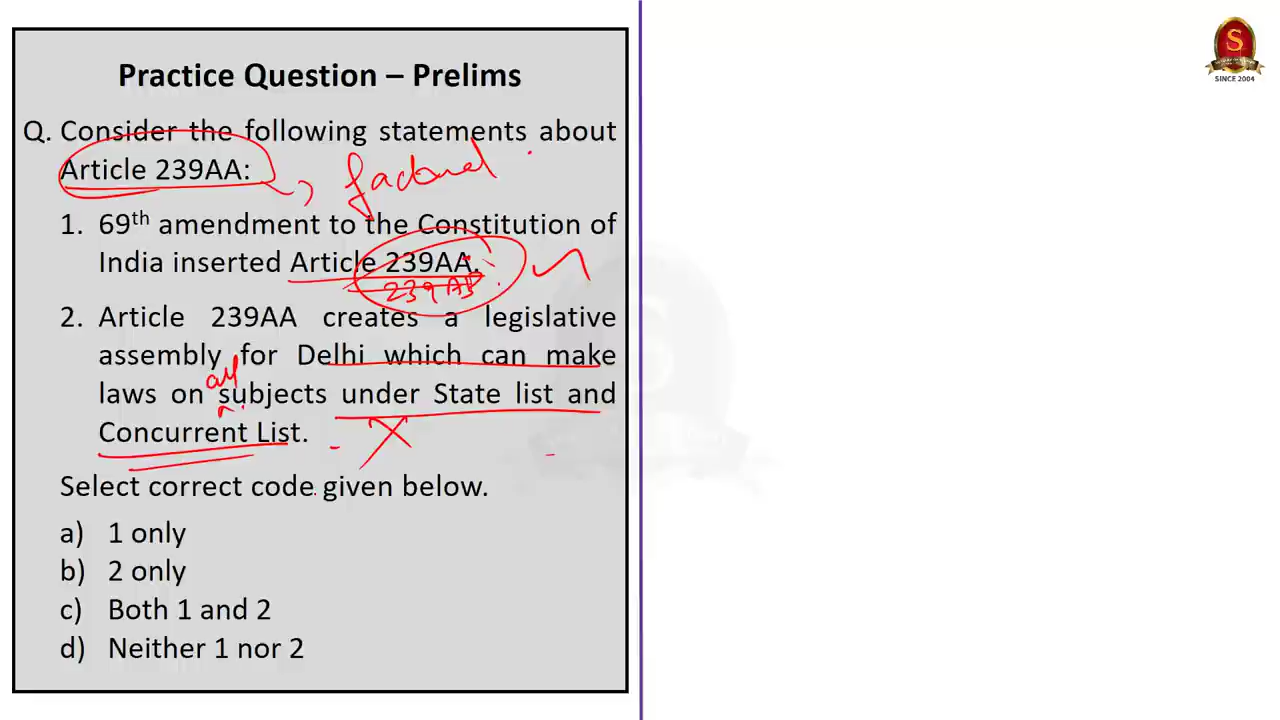 Practice Question – Prelims
Q. Consider the following statements about
Article 239AA:
factual
1. 69th amendment to the Constitution of
India inserted Article 239AA.
239AB
2. Article 239AA creates a legislative
assembly for Delhi which can make
all
laws on subjects under State list and
Concurrent List.
Select correct code given below.
a) 1 only
b) 2 only
c) Both 1 and 2
d) Neither 1 nor 2
S
SINCE 2004